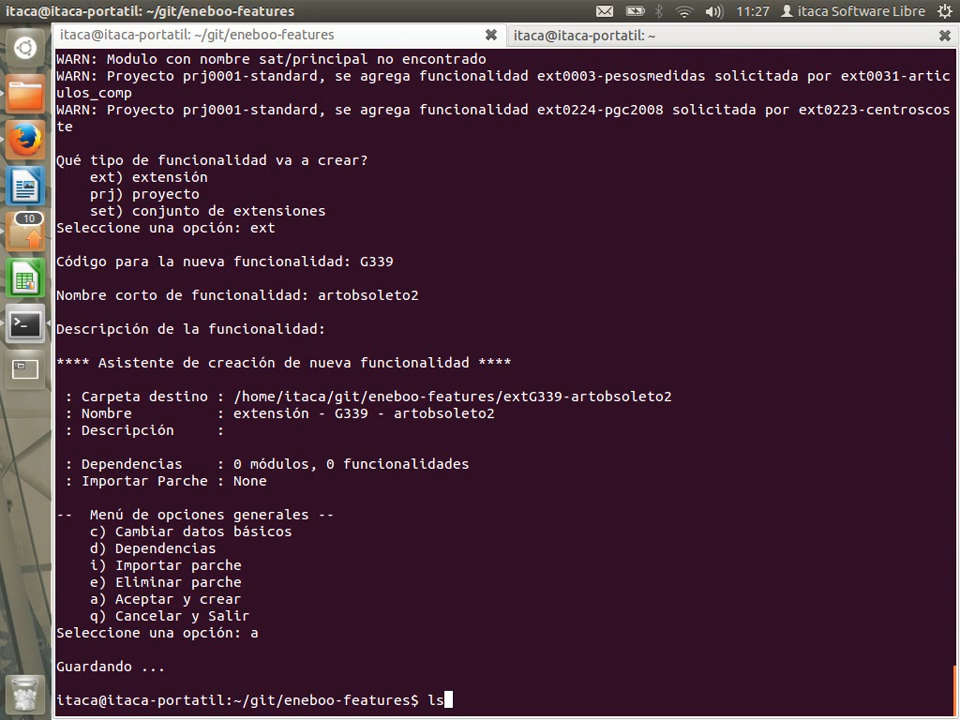 itaca@itaca-portatil: ~/git/eneboo-features
11:27
itaca Software Libre
itaca@itaca-portatil: ~/git/eneboo-features
itaca@itaca-portatil: ~
WARN: Modulo con nombre sat/principal no encontrado
WARN: Proyecto prj0001-standard, se agrega funcionalidad ext0003-pesosmedidas solicitada por ext0031-artic
ulos_comp
WARN: Proyecto prj0001-standard, se agrega funcionalidad ext0224-pgc2008 solicitada por ext0223-centroscos
te
Qué tipo de funcionalidad va a crear?
ext) extensión
prj) proyecto
set) conjunto de extensiones
Seleccione una opción: ext
Código para la nueva funcionalidad: G339
Nombre corto de funcionalidad: artobsoleto2
Descripción de la funcionalidad:
**** Asistente de creación de nueva funcionalidad ****
: Carpeta destino : /home/itaca/git/eneboo-features/extG339-artobsoleto2
: Nombre : extensión - G339 - artobsoleto2
: Descripción :
: Dependencias : 0 módulos, 0 funcionalidades
: Importar Parche : None
-- Menú de opciones generales --
c) Cambiar datos básicos
d) Dependencias
i) Importar parche
e) Eliminar parche
a) Aceptar y crear
q) Cancelar y Salir
Seleccione una opción: a
Guardando ...
itaca@itaca-portatil:~/git/eneboo-features$ ls
10